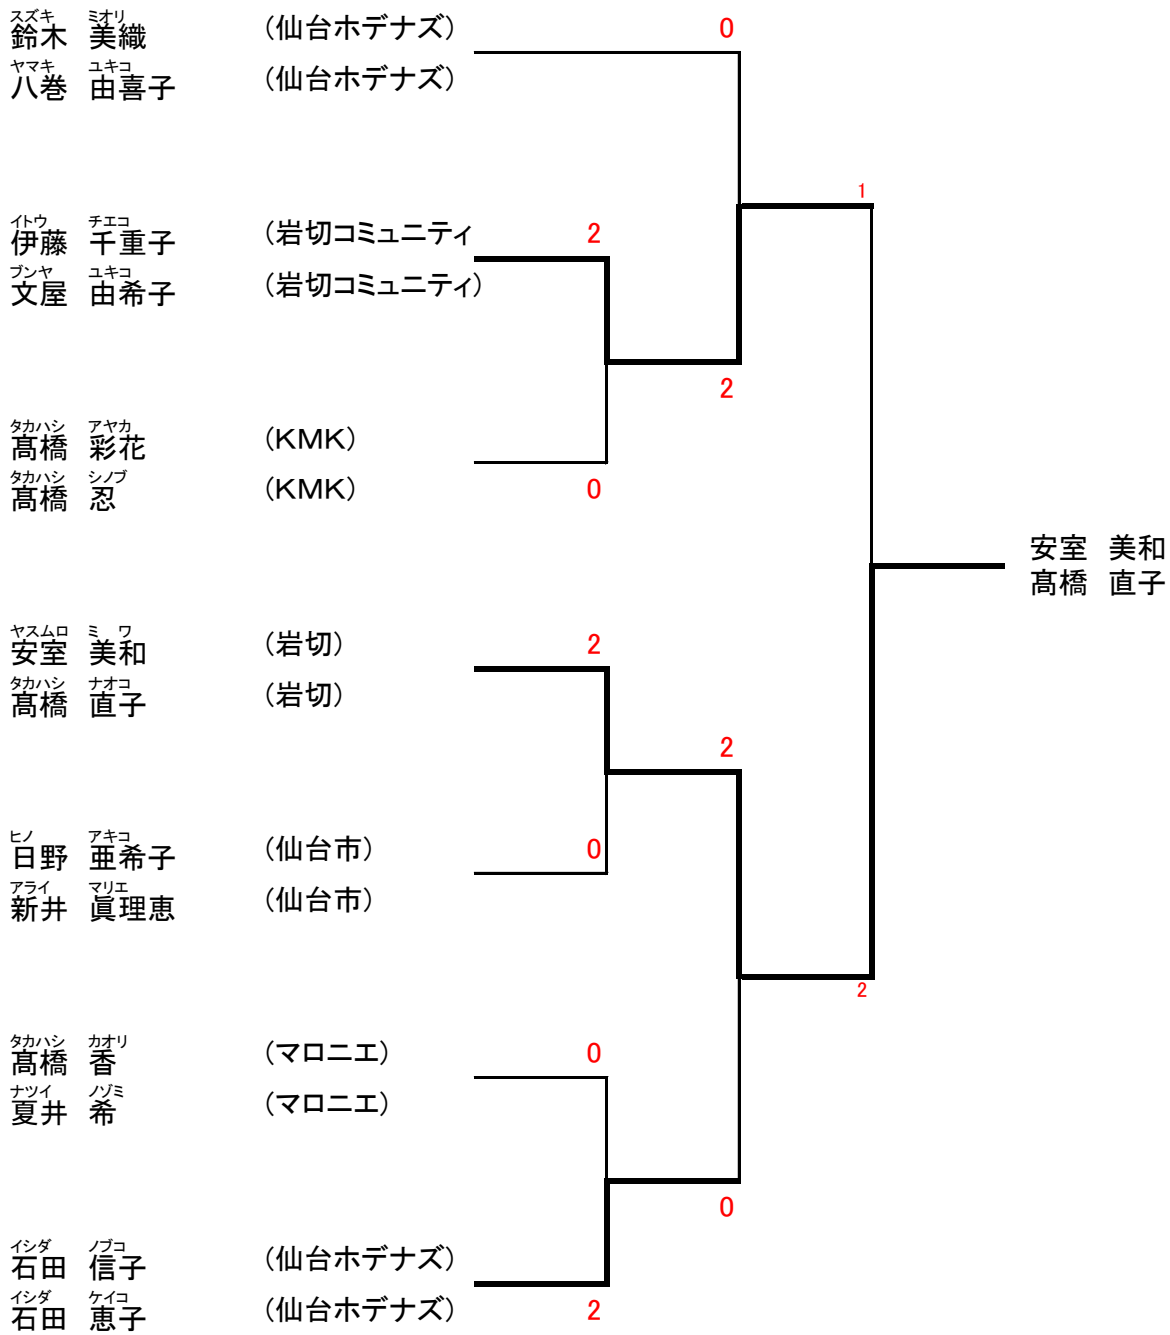 スズキ ミオリ
鈴木 美織 (仙台ホデナズ) 0
ヤマキ ユキコ
八巻 由喜子 (仙台ホデナズ)
1
イトウ チエコ
伊藤 千重子 (岩切コミュニティ 2
ブンヤ ユキコ
文屋 由希子 (岩切コミュニティ)
2
タカハシ アヤカ
髙橋 彩花 (KMK)
タカハシ シノブ
髙橋 忍 (KMK) 0
安室 美和
髙橋 直子
ヤスムロ ミ ワ
安室 美和 (岩切) 2
タカハシ ナオコ
髙橋 直子 (岩切)
2
ヒノ アキコ
日野 亜希子 (仙台市) 0
アライ マリエ
新井 眞理恵 (仙台市)
2
タカハシ カオリ
髙橋 香 (マロニエ) 0
ナツイ ノゾミ
夏井 希 (マロニエ)
0
イシダ ノブコ
石田 信子 (仙台ホデナズ)
イシダ ケイコ
石田 恵子 (仙台ホデナズ) 2